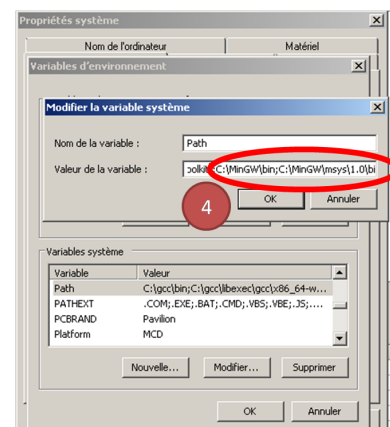 Propriétés système
Nom de l'ordinateur
Matériel
Variables d'environnement
Modifier la variable système
Nom de la variable :
Path
Valeur de la variable :
C:\MinGW\bin;C:\MinGW\msys\1.0\bi
4
OK
Annuler
Variables système
Variable
Valeur
Path
C:\gcc\bin;C:\gcc\libexec\gcc\x86_64-w...
PATHEXT
.COM;.EXE;.BAT;.CMD;.VBS;.VBE;.JS;....
PCBRAND
Pavilion
Platform
MCD
Nouvelle...
Modifier...
Supprimer
OK
Annuler